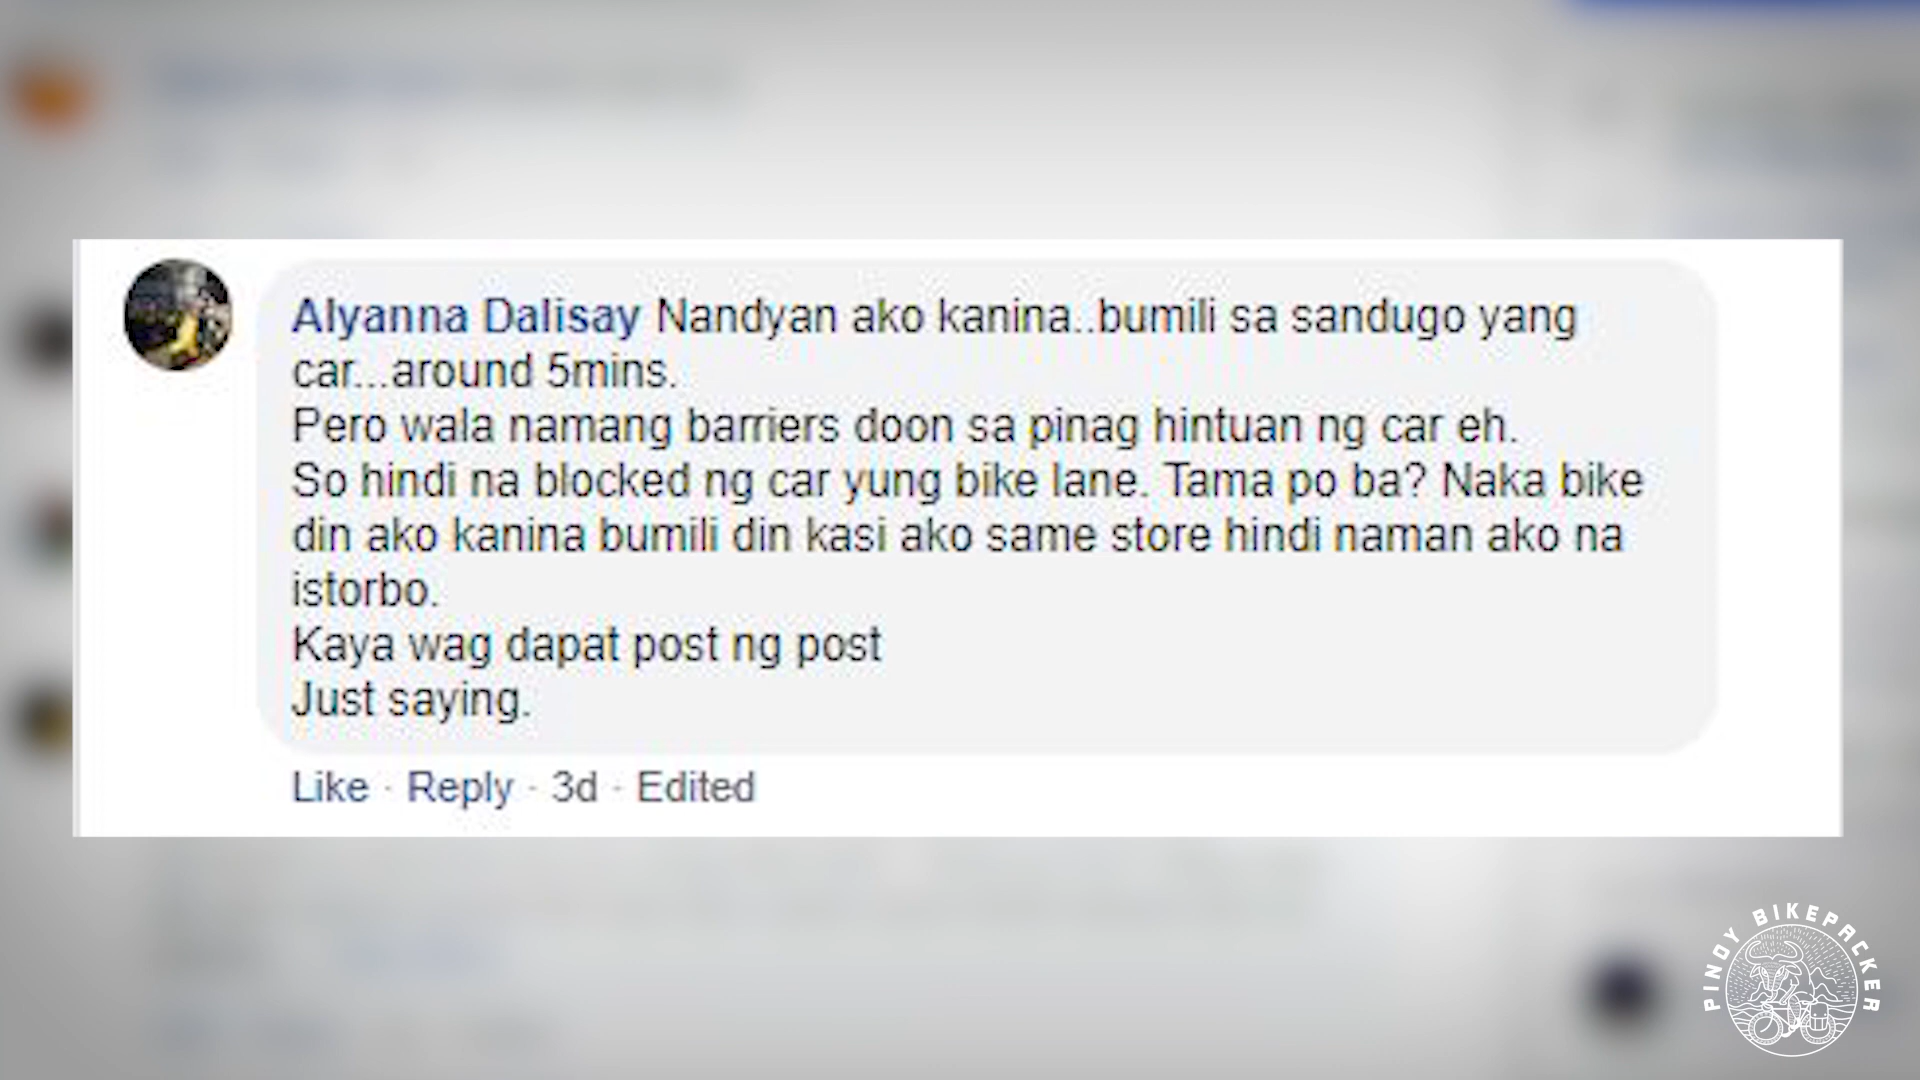 Alyanna Dalisay Nandyan ako kanina..bumili sa sandugo yang
car...around 5mins.
Pero wala namang barriers doon sa pinag hintuan ng car eh.
So hindi na blocked ng car yung bike lane. Tama po ba? Naka bike
din ako kanina bumili din kasi ako same store hindi naman ako na
istorbo.
Kaya wag dapat post ng post
Just saying.
Like · Reply · 3d · Edited
PINOY BIKEPACKER